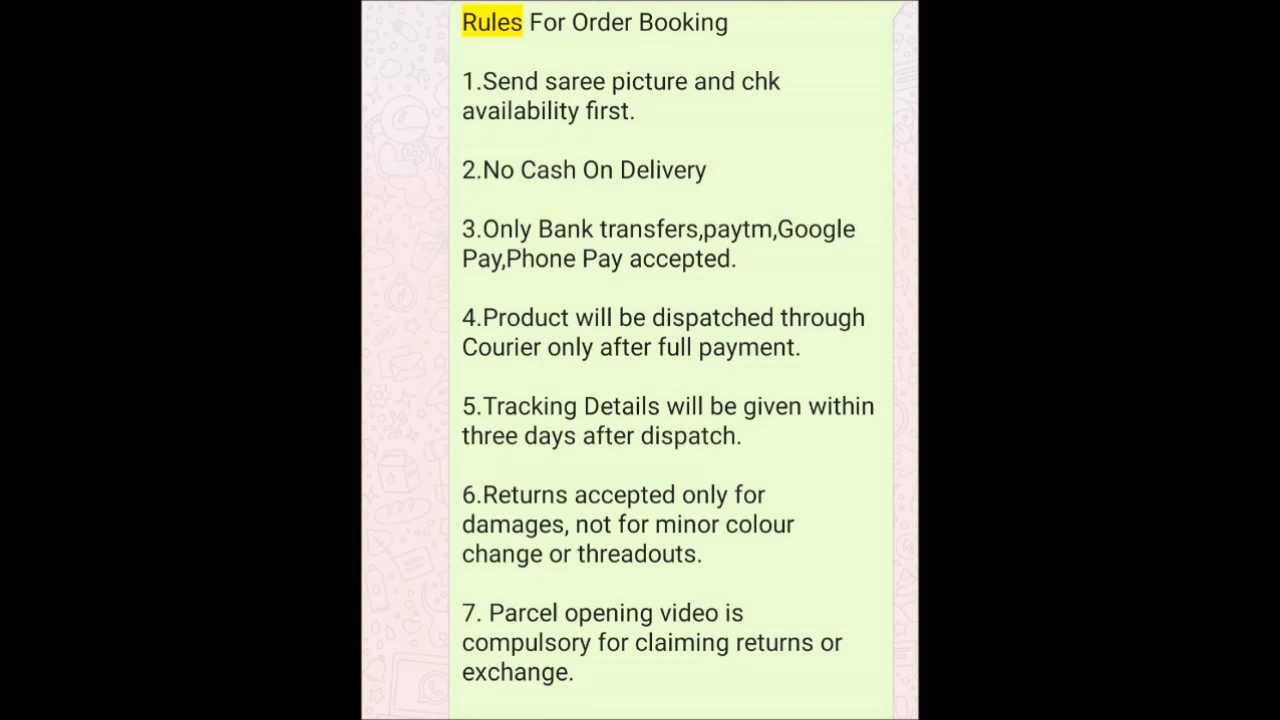 Rules For Order Booking
1.Send saree picture and chk
availability first.
2.No Cash On Delivery
3.Only Bank transfers,paytm,Google
Pay,Phone Pay accepted.
4.Product will be dispatched through
Courier only after full payment.
5.Tracking Details will be given within
three days after dispatch.
6.Returns accepted only for
damages, not for minor colour
change or threadouts.
7. Parcel opening video is
compulsory for claiming returns or
exchange.